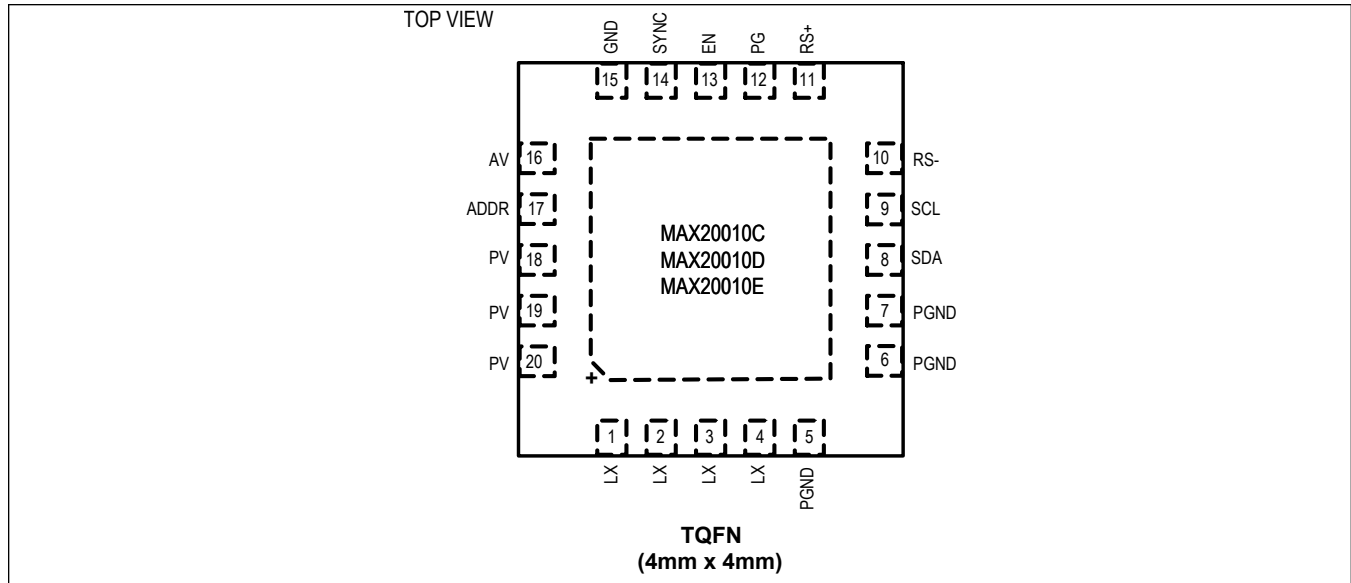 TOP VIEW
GND
SYNC
EN
PG
RS+
15
14
13
12
11
AV 16
10 RS-
ADDR 17
9 SCL
PV 18
8 SDA
PV 19
7 PGND
PV 20
6 PGND
MAX20010C
MAX20010D
MAX20010E
+
1
2
3
4
5
LX
LX
LX
LX
PGND
TQFN
(4mm x 4mm)